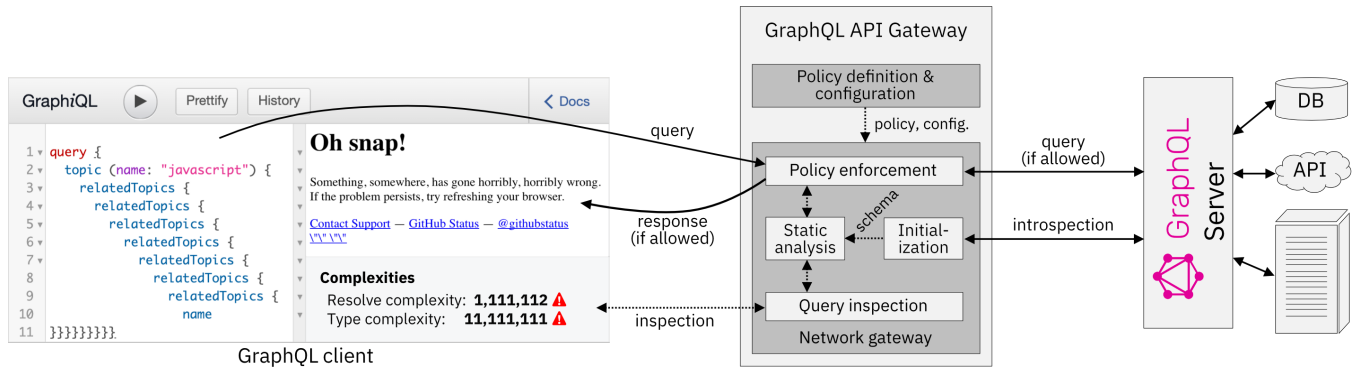 GraphiQL
Prettify
History
< Docs
1 query {
2 topic (name: "javascript") {
3 relatedTopics {
4 relatedTopics {
5 relatedTopics {
6 relatedTopics {
7 relatedTopics {
8 relatedTopics {
9 relatedTopics {
10 name
11 }}}}}}}}}
Oh snap!
Something, somewhere, has gone horribly, horribly wrong.
If the problem persists, try refreshing your browser.
Contact Support — GitHub Status — @githubstatus
\"\" \"\"
Complexities
Resolve complexity: 1,111,112
Type complexity: 11,111,111
GraphQL client
query
response
(if allowed)
inspection
GraphQL API Gateway
Policy definition &
configuration
policy, config.
Policy enforcement
schema
Static
analysis
Initial-
ization
Query inspection
Network gateway
query
(if allowed)
introspection
GraphQL
Server
DB
API